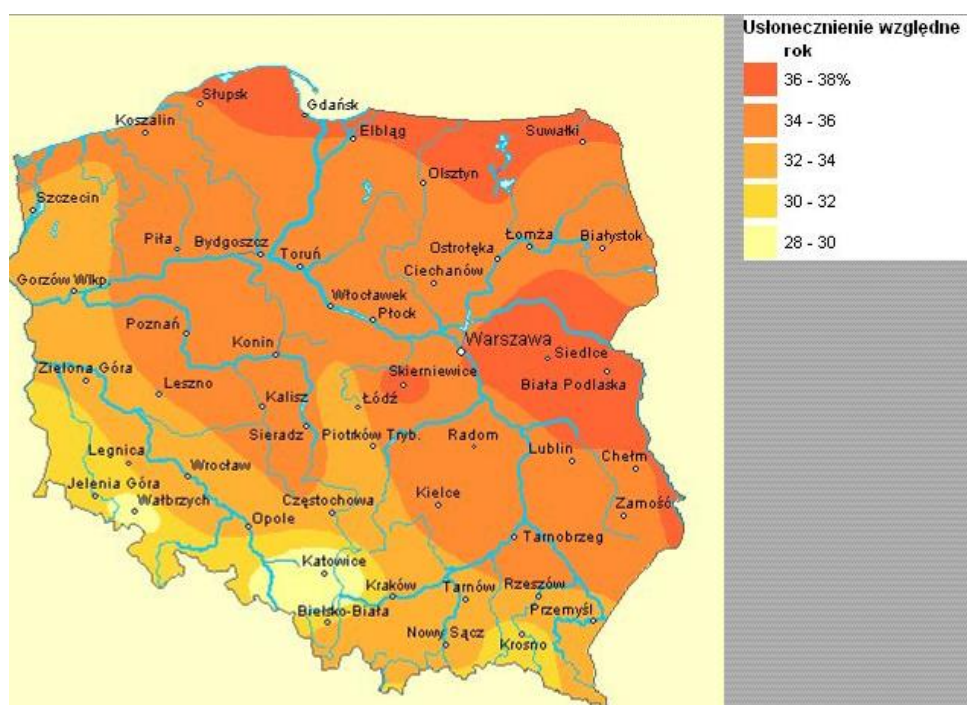 Usłonecznienie względne
rok
36 - 38%
34 - 36
32 - 34
30 - 32
28 - 30
Słupsk
Gdańsk
Koszalin
Elbląg
Suwałki
Olsztyn
Szczecin
Piła
Bydgoszcz
Toruń
Ostrołęka
Łomża
Białystok
Ciechanów
Gorzów Wlkp.
Włocławek
Płock
Poznań
Konin
Warszawa
Siedlce
Zielona Góra
Skierniewice
Biała Podlaska
Leszno
Kalisz
Łódź
Sieradz
Piotrków Tryb.
Radom
Lublin
Chełm
Legnica
Wrocław
Jelenia Góra
Wałbrzych
Częstochowa
Kielce
Zamość
Opole
Tarnobrzeg
Katowice
Kraków
Tarnów
Rzeszów
Przemyśl
Bielsko-Biała
Nowy Sącz
Krosno